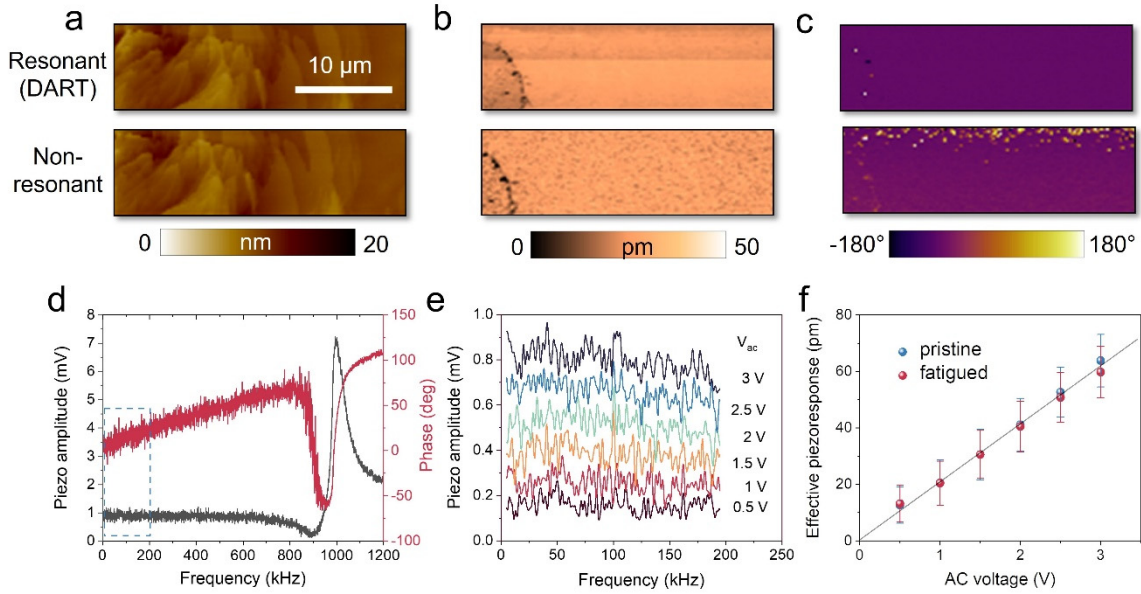 a
b
c
Resonant
(DART)
10 µm
Non-
resonant
0 nm 20
0 pm 50
-180° 180°
d
e
f
8
7
6
5
4
3
2
1
0
Piezo amplitude (mV)
150
100
50
0
-50
-100
Phase (deg)
0 200 400 600 800 1000 1200
Frequency (kHz)
1.0
0.8
0.6
0.4
0.2
0.0
Piezo amplitude (mV)
Vac
3 V
2.5 V
2 V
1.5 V
1 V
0.5 V
0 50 100 150 200 250
Frequency (kHz)
80
60
40
20
0
Effective piezoresponse (pm)
pristine
fatigued
0 1 2 3
AC voltage (V)